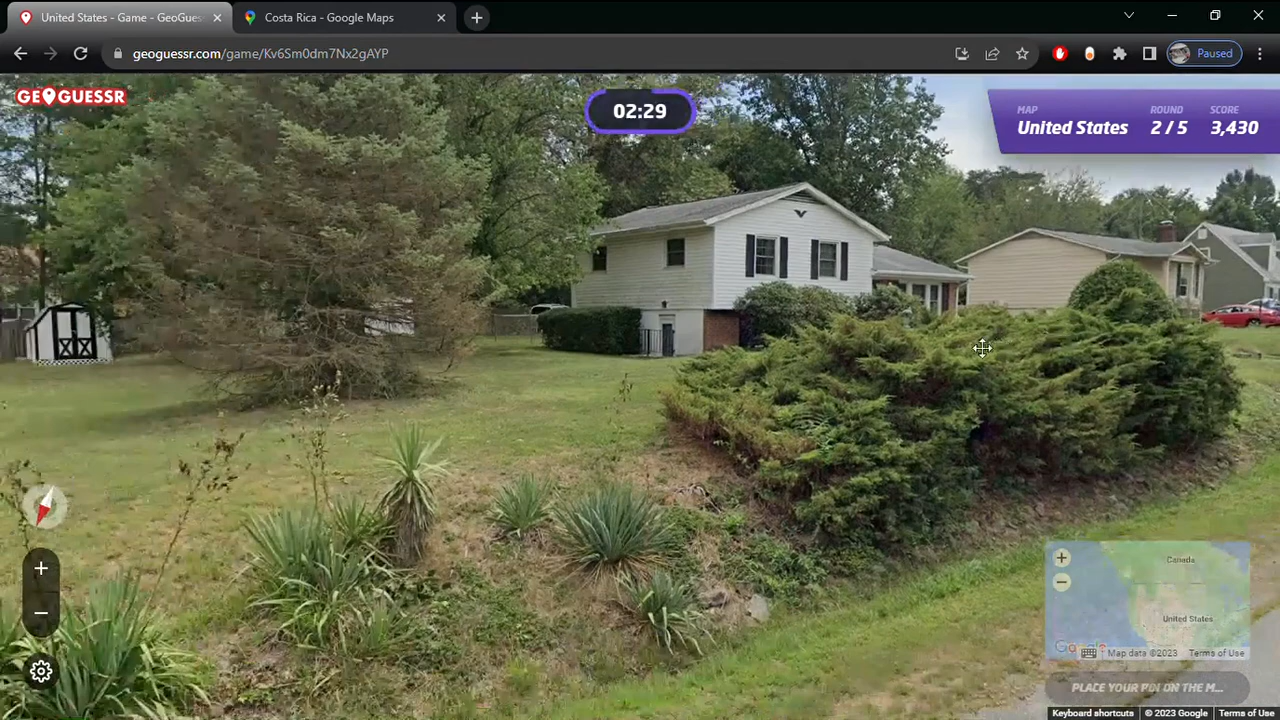 United States - Game - GeoGues
Costa Rica - Google Maps
geoguessr.com/game/Kv6Sm0dm7Nx2gAYP
Paused
GEOGUESSR
02:29
MAP
United States
ROUND
2 / 5
SCORE
3,430
Canada
United States
Google
Map data ©2023
Terms of Use
PLACE YOUR PIN ON THE M...
Keyboard shortcuts
© 2023 Google
Terms of Use